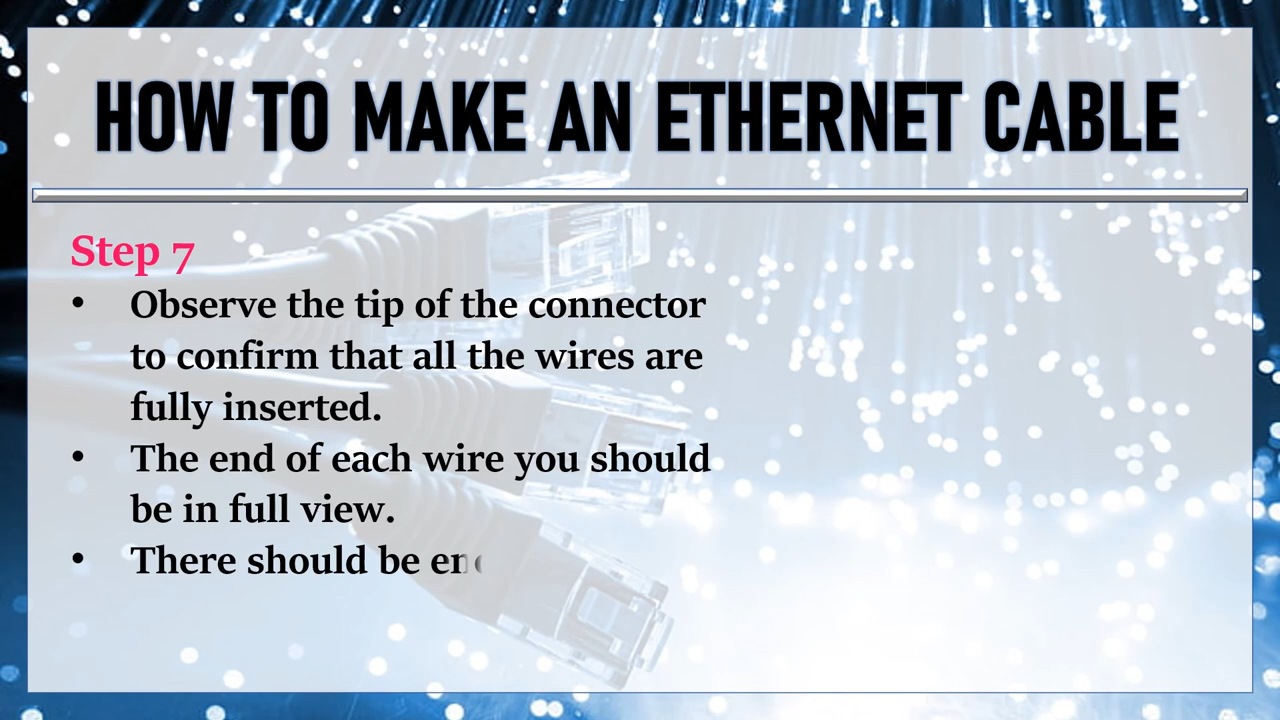 HOW TO MAKE AN ETHERNET CABLE
Step 7
• Observe the tip of the connector
to confirm that all the wires are
fully inserted.
• The end of each wire you should
be in full view.
• There should be